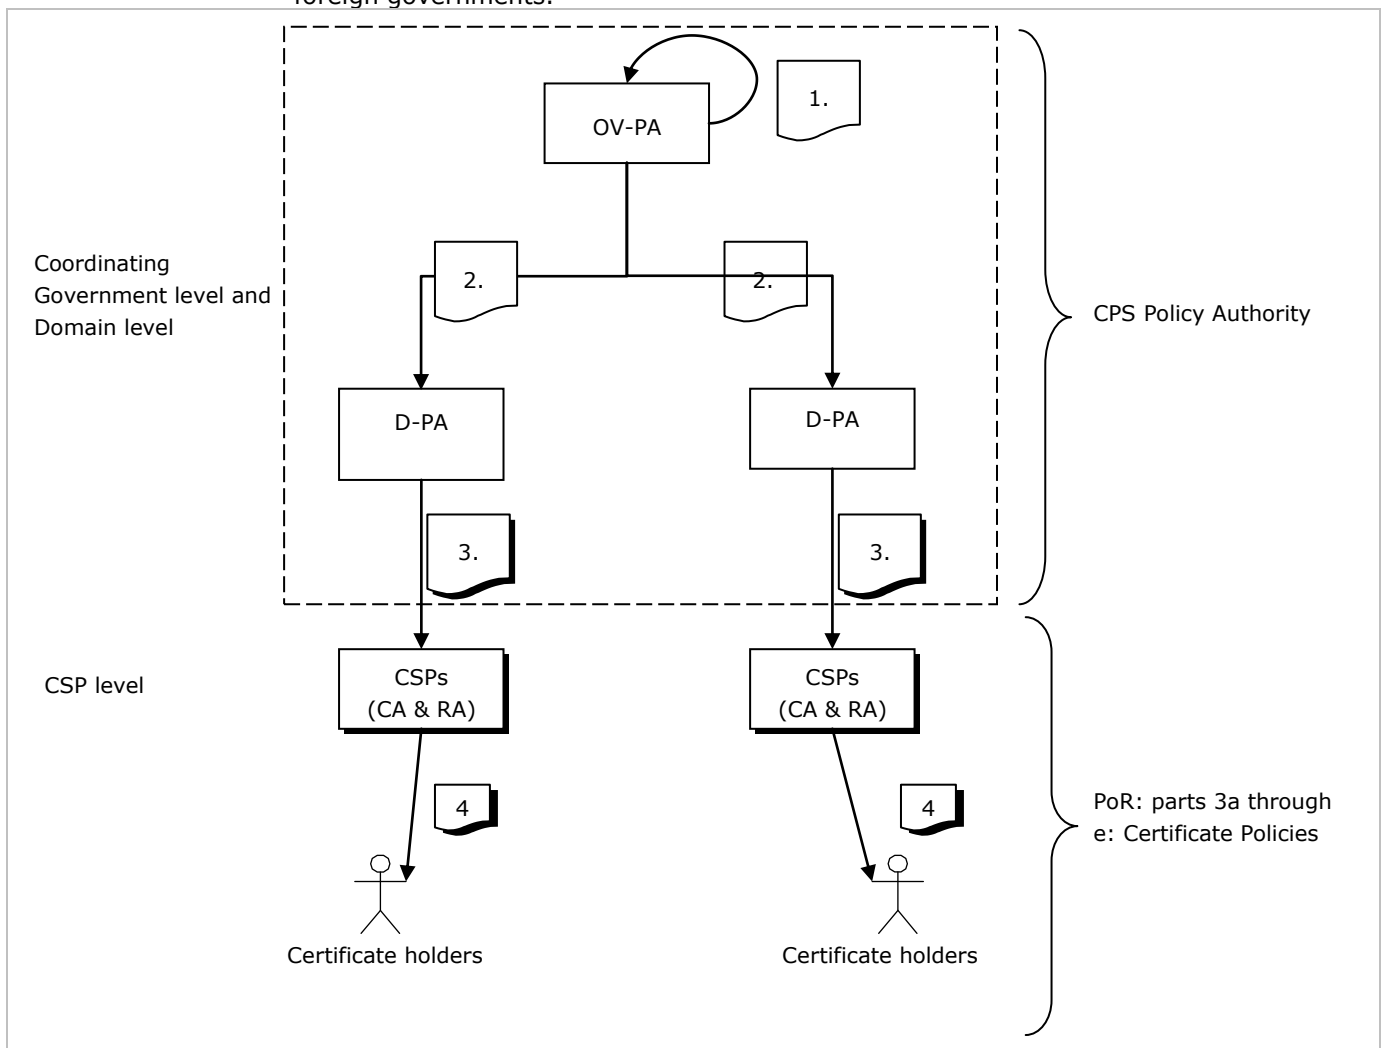 foreign governments.
1.
OV-PA
Coordinating
Government level and
Domain level
2.
2.
CPS Policy Authority
D-PA
D-PA
3.
3.
CSP level
CSPs
(CA & RA)
CSPs
(CA & RA)
4
4
PoR: parts 3a through
e: Certificate Policies
Certificate holders
Certificate holders